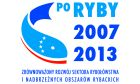 PO RYBY
2007
2013
ZRÓWNOWAŻONY ROZWÓJ SEKTORA RYBOŁÓWSTWA
I NADBRZEŻNYCH OBSZARÓW RYBACKICH